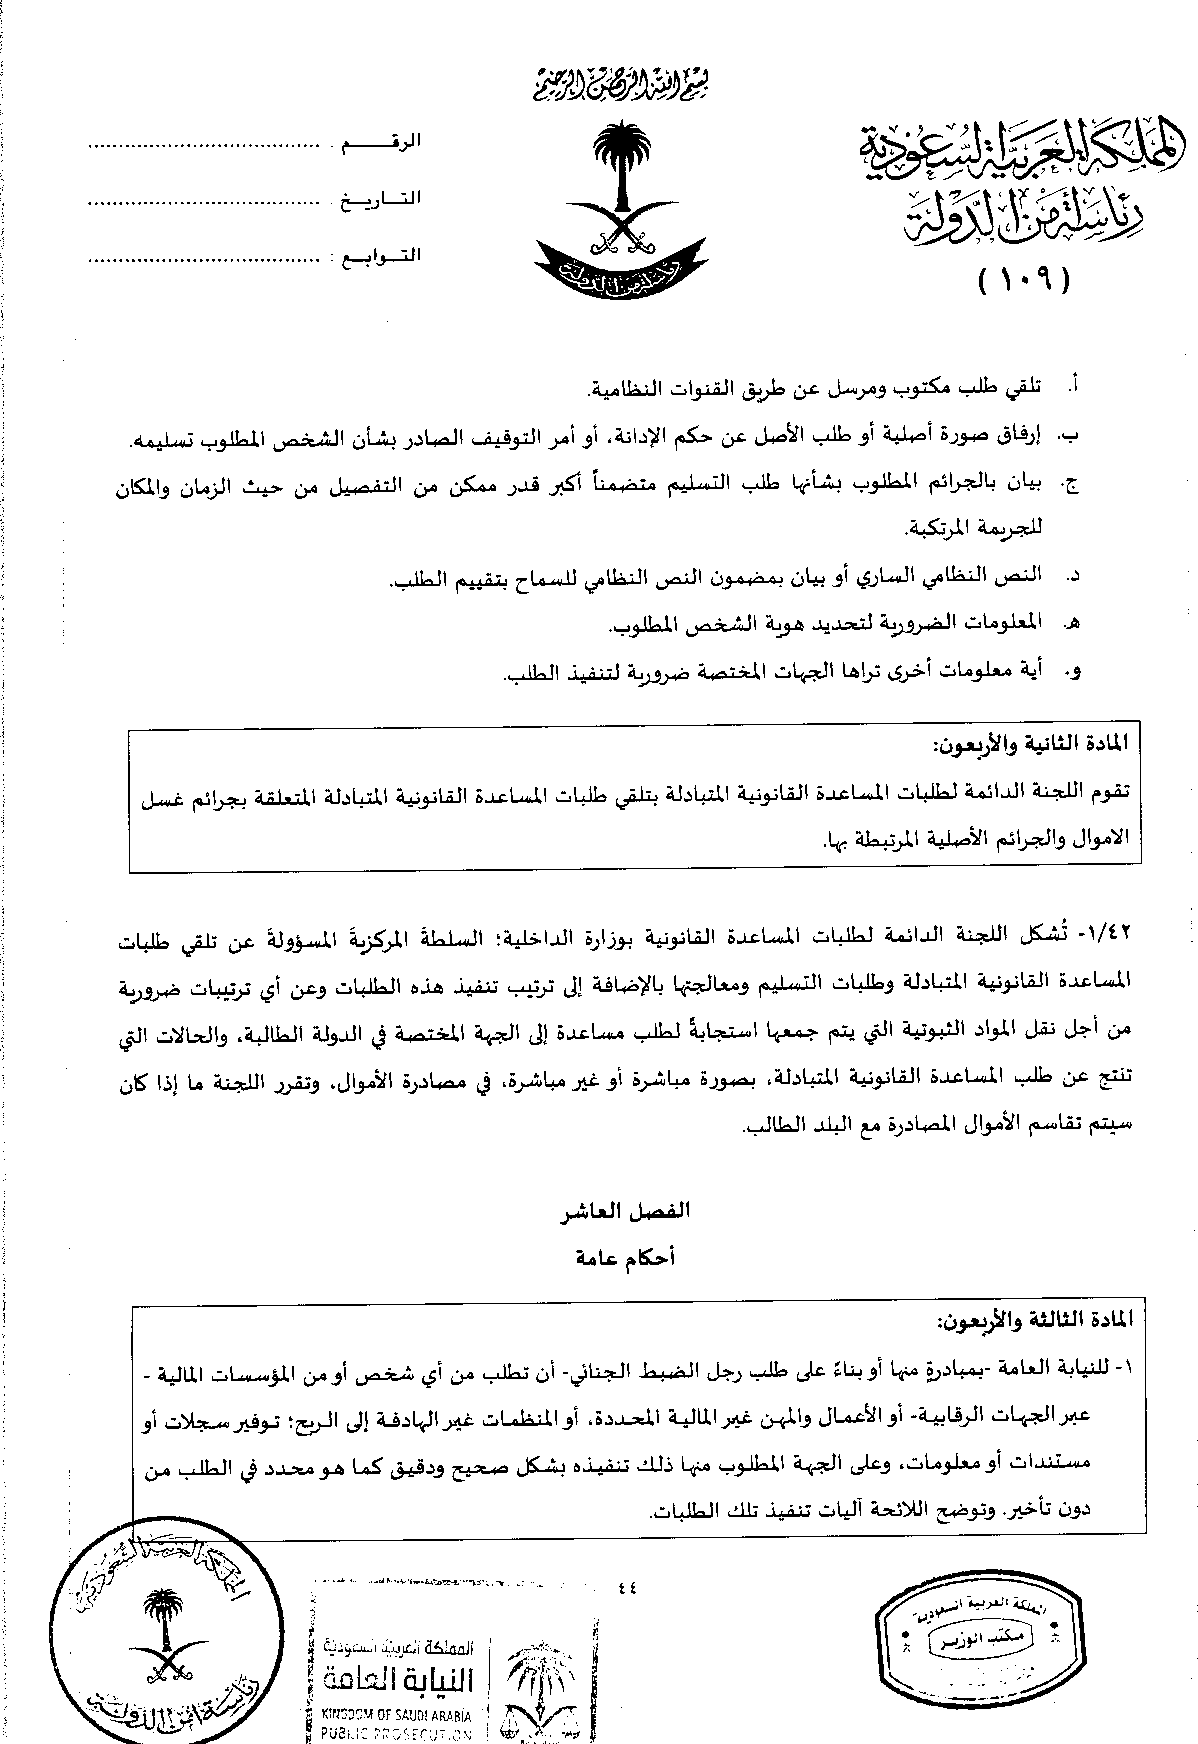 بسم الله الرحمن الرحيم
المملكة العربية السعودية
رئاسة أمن الدولة
(١٠٩)
الرقـــــم : ......................................
التــاريــخ : ......................................
التــوابــع : ......................................
رئاسة أمن الدولة
أ. تلقي طلب مكتوب ومرسل عن طريق القنوات النظامية.
ب. إرفاق صورة أصلية أو طلب الأصل عن حكم الإدانة، أو أمر التوقيف الصادر بشأن الشخص المطلوب تسليمه.
ج. بيان بالجرائم المطلوب بشأنها طلب التسليم متضمناً أكبر قدر ممكن من التفصيل من حيث الزمان والمكان
للجريمة المرتكبة.
د. النص النظامي الساري أو بيان بمضمون النص النظامي للسماح بتقييم الطلب.
هـ. المعلومات الضرورية لتحديد هوية الشخص المطلوب.
و. أية معلومات أخرى تراها الجهات المختصة ضرورية لتنفيذ الطلب.
المادة الثانية والأربعون:
تقوم اللجنة الدائمة لطلبات المساعدة القانونية المتبادلة بتلقي طلبات المساعدة القانونية المتبادلة المتعلقة بجرائم غسل
الاموال والجرائم الأصلية المرتبطة بها.
١/٤٢- تُشكل اللجنة الدائمة لطلبات المساعدة القانونية بوزارة الداخلية؛ السلطةَ المركزيةَ المسؤولةَ عن تلقي طلبات
المساعدة القانونية المتبادلة وطلبات التسليم ومعالجتها بالإضافة إلى ترتيب تنفيذ هذه الطلبات وعن أي ترتيبات ضرورية
من أجل نقل المواد الثبوتية التي يتم جمعها استجابةً لطلب مساعدة إلى الجهة المختصة في الدولة الطالبة، والحالات التي
تنتج عن طلب المساعدة القانونية المتبادلة، بصورة مباشرة أو غير مباشرة، في مصادرة الأموال، وتقرر اللجنة ما إذا كان
سيتم تقاسم الأموال المصادرة مع البلد الطالب.
الفصل العاشر
أحكام عامة
المادة الثالثة والأربعون:
١- للنيابة العامة -بمبادرةٍ منها أو بناءً على طلب رجل الضبط الجنائي- أن تطلب من أي شخص أو من المؤسسات المالية -
عبر الجهات الرقابية- أو الأعمال والمهن غير المالية المحددة، أو المنظمات غير الهادفة إلى الربح؛ توفير سجلات أو
مستندات أو معلومات، وعلى الجهة المطلوب منها ذلك تنفيذه بشكل صحيح ودقيق كما هو محدد في الطلب من
دون تأخير. وتوضح اللائحة آليات تنفيذ تلك الطلبات.
٤٤
المملكة العربية السعودية
مكتب الوزير
المملكة العربية السعودية
النيابة العامة
KINGDOM OF SAUDI ARABIA
PUBLIC PROSECUTION
المملكة العربية السعودية
رئاسة أمن الدولة